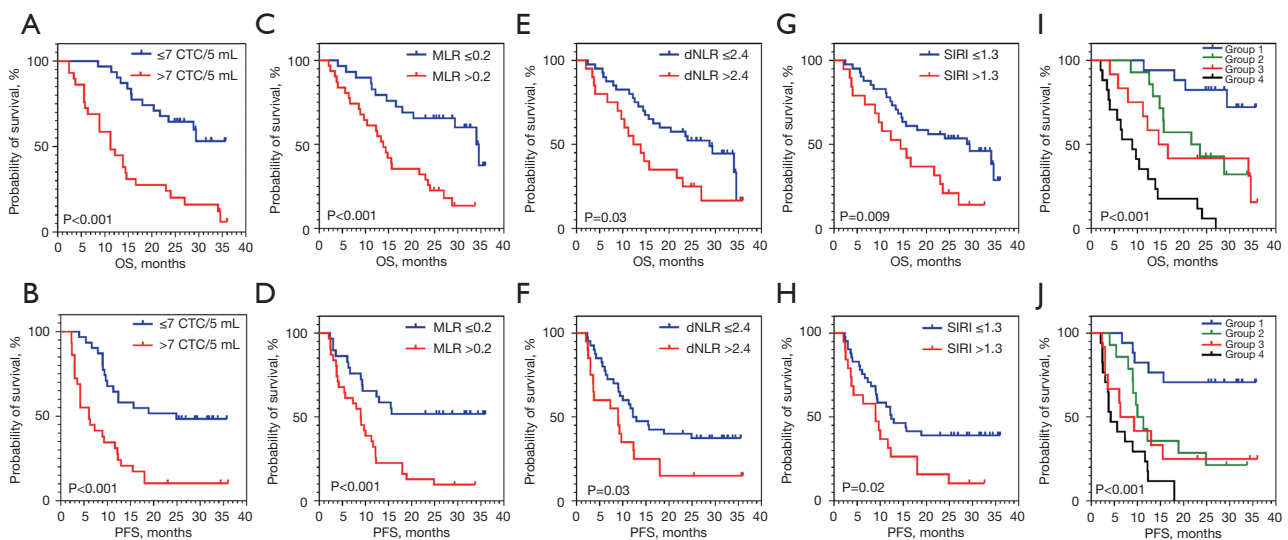 A
≤7 CTC/5 mL
>7 CTC/5 mL
Probability of survival, %
100
50
0
P<0.001
0 5 10 15 20 25 30 35 40
OS, months
C
MLR ≤0.2
MLR >0.2
Probability of survival, %
100
50
0
P<0.001
0 5 10 15 20 25 30 35 40
OS, months
E
dNLR ≤2.4
dNLR >2.4
Probability of survival, %
100
50
0
P=0.03
0 5 10 15 20 25 30 35 40
OS, months
G
SIRI ≤1.3
SIRI >1.3
Probability of survival, %
100
50
0
P=0.009
0 5 10 15 20 25 30 35 40
OS, months
I
Group 1
Group 2
Group 3
Group 4
Probability of survival, %
100
50
0
P<0.001
0 5 10 15 20 25 30 35 40
OS, months
B
≤7 CTC/5 mL
>7 CTC/5 mL
Probability of survival, %
100
50
0
P<0.001
0 5 10 15 20 25 30 35 40
PFS, months
D
MLR ≤0.2
MLR >0.2
Probability of survival, %
100
50
0
P<0.001
0 5 10 15 20 25 30 35 40
PFS, months
F
dNLR ≤2.4
dNLR >2.4
Probability of survival, %
100
50
0
P=0.03
0 5 10 15 20 25 30 35 40
PFS, months
H
SIRI ≤1.3
SIRI >1.3
Probability of survival, %
100
50
0
P=0.02
0 5 10 15 20 25 30 35 40
PFS, months
J
Group 1
Group 2
Group 3
Group 4
Probability of survival, %
100
50
0
P<0.001
0 5 10 15 20 25 30 35 40
PFS, months